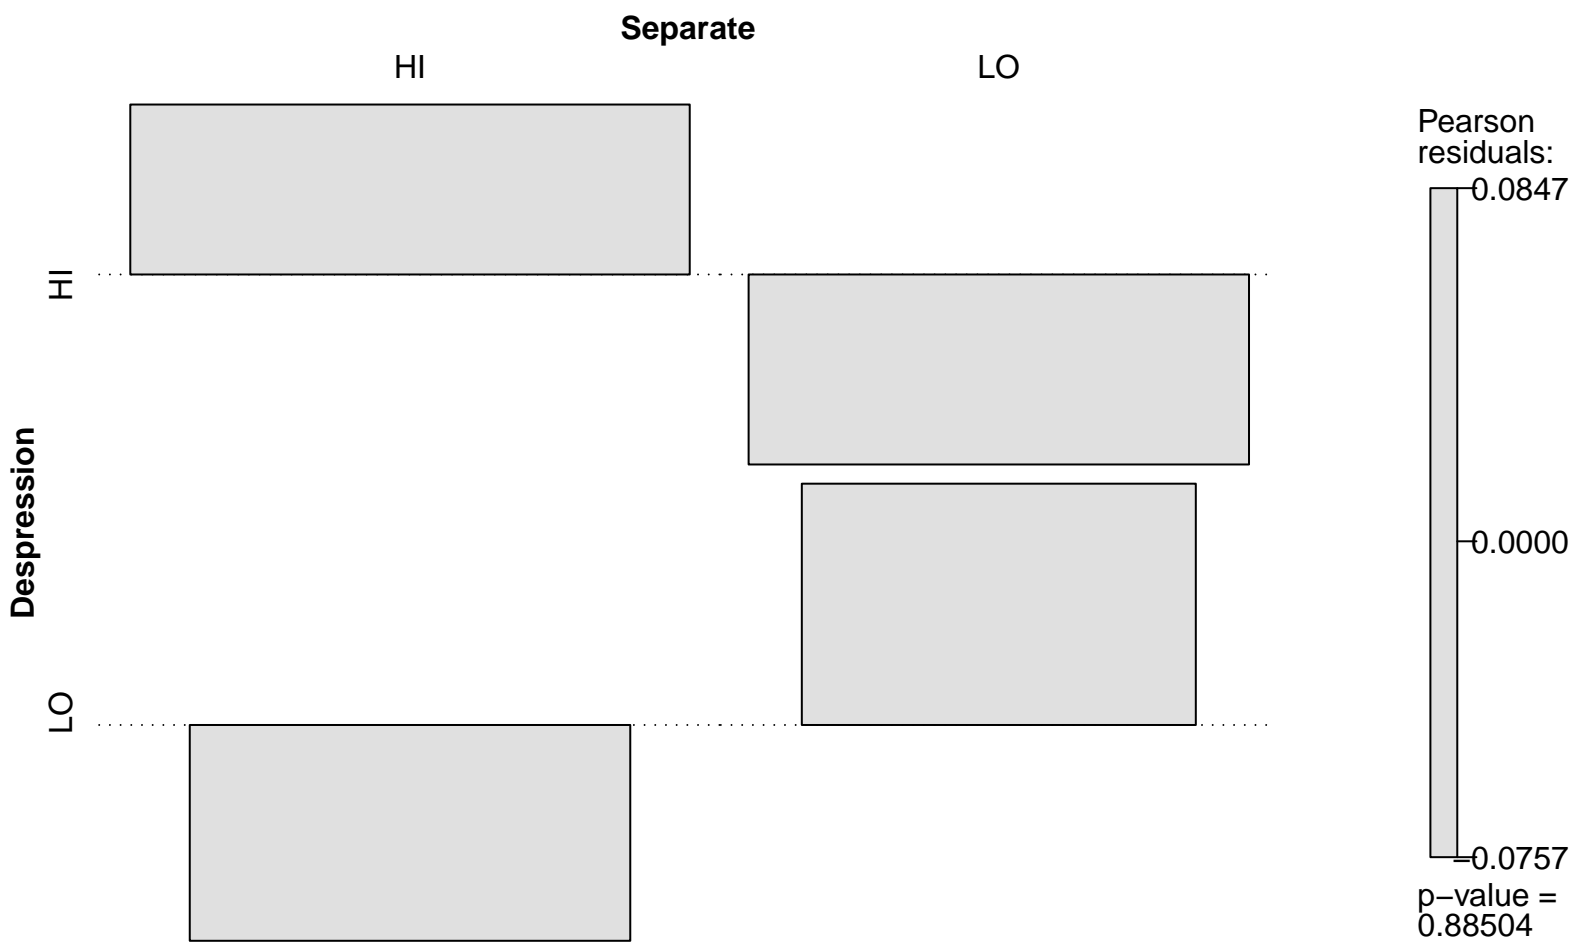 Separate
HI
LO
HI
LO
Despression
Pearson
residuals:
0.0847
0.0000
−0.0757
p−value =
0.88504